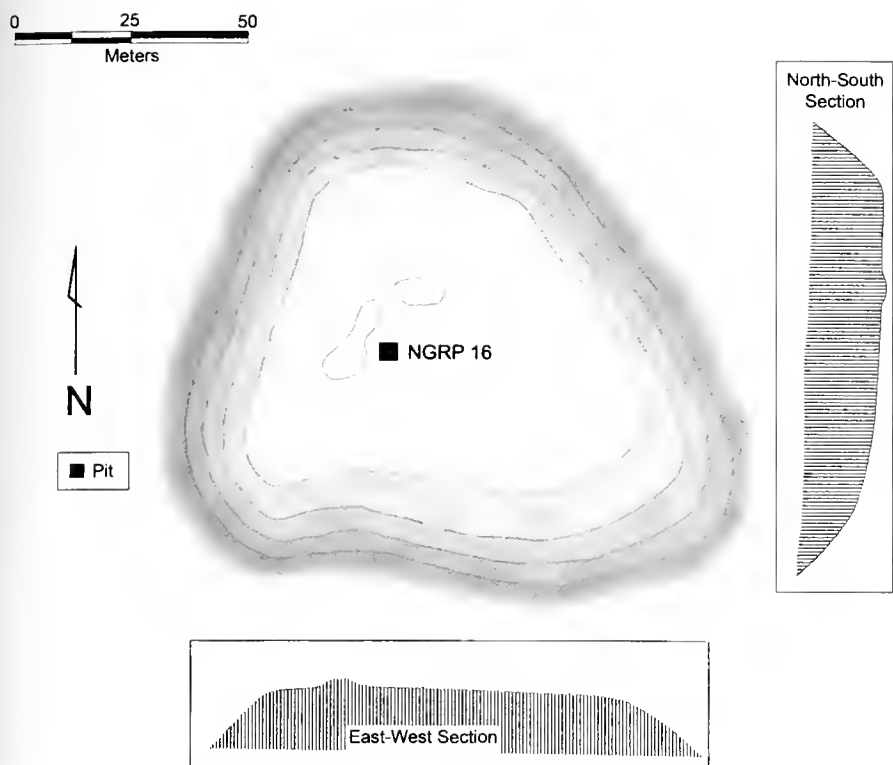 0 25 50
Meters
North-South
Section
NGRP 16
N
Pit
East-West Section